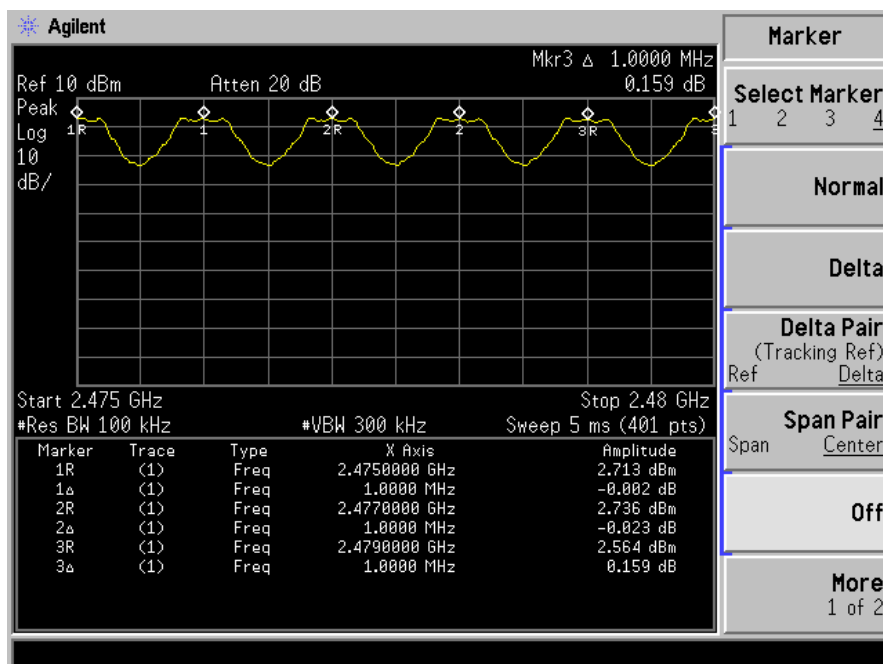 Agilent
Marker
Mkr3 Δ 1.0000 MHz
Ref 10 dBm Atten 20 dB 0.159 dB
Peak
Log
10
dB/
1R 1 2R 2 3R
Start 2.475 GHz Stop 2.48 GHz
#Res BW 100 kHz #VBW 300 kHz Sweep 5 ms (401 pts)
Marker Trace Type X Axis Amplitude
1R (1) Freq 2.4750000 GHz 2.713 dBm
1Δ (1) Freq 1.0000 MHz -0.002 dB
2R (1) Freq 2.4770000 GHz 2.736 dBm
2Δ (1) Freq 1.0000 MHz -0.023 dB
3R (1) Freq 2.4790000 GHz 2.564 dBm
3Δ (1) Freq 1.0000 MHz 0.159 dB
Select Marker
1 2 3 4
Normal
Delta
Delta Pair
(Tracking Ref)
Ref Delta
Span Pair
Span Center
Off
More
1 of 2